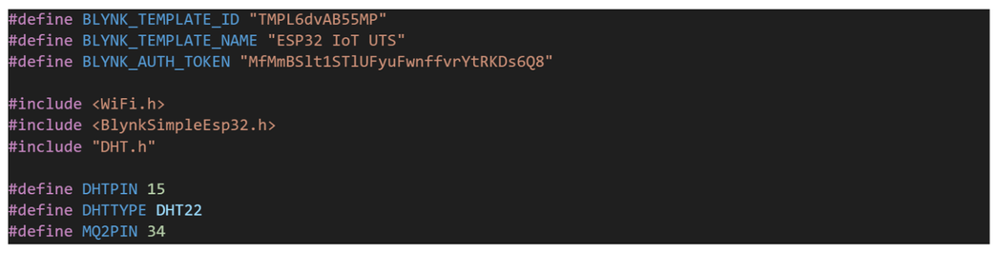 #define BLYNK_TEMPLATE_ID "TMPL6dvAB55MP"
#define BLYNK_TEMPLATE_NAME "ESP32 IoT UTS"
#define BLYNK_AUTH_TOKEN "MfMmBSlt1STlUFyuFwnffvrYtRKDs6Q8"
#include <WiFi.h>
#include <BlynkSimpleEsp32.h>
#include "DHT.h"
#define DHTPIN 15
#define DHTTYPE DHT22
#define MQ2PIN 34